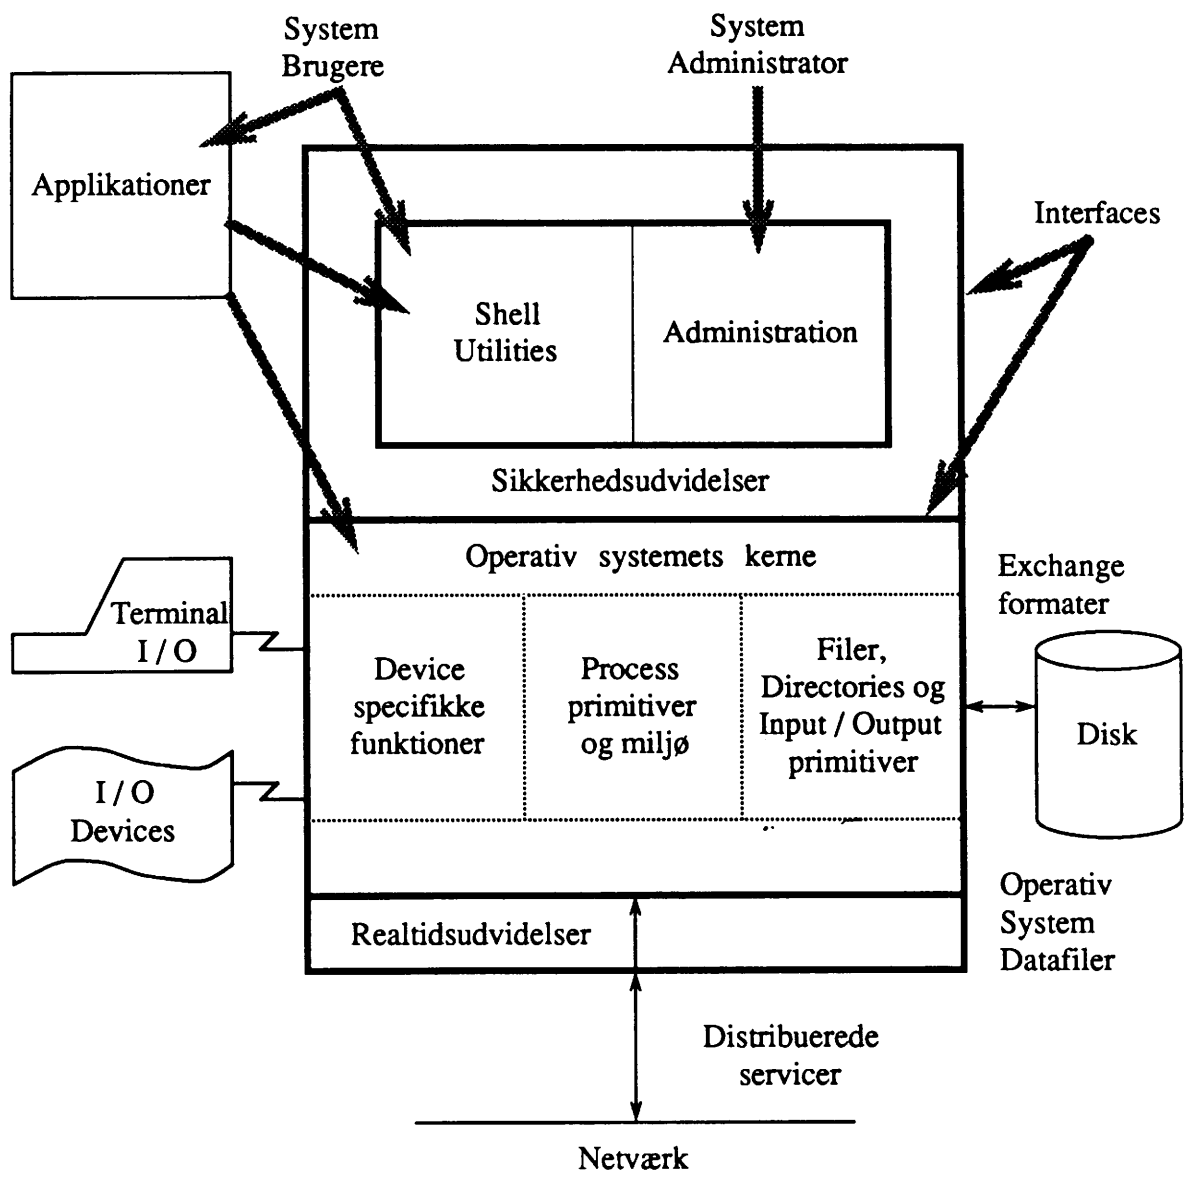 System
Brugere
System
Administrator
Applikationer
Interfaces
Shell
Utilities
Administration
Sikkerhedsudvidelser
Operativ systemets kerne
Exchange
formater
Terminal
I / O
Device
specifikke
funktioner
Process
primitiver
og miljø
Filer,
Directories og
Input / Output
primitiver
Disk
I / O
Devices
Operativ
System
Datafiler
Realtidsudvidelser
Distribuerede
servicer
Netværk